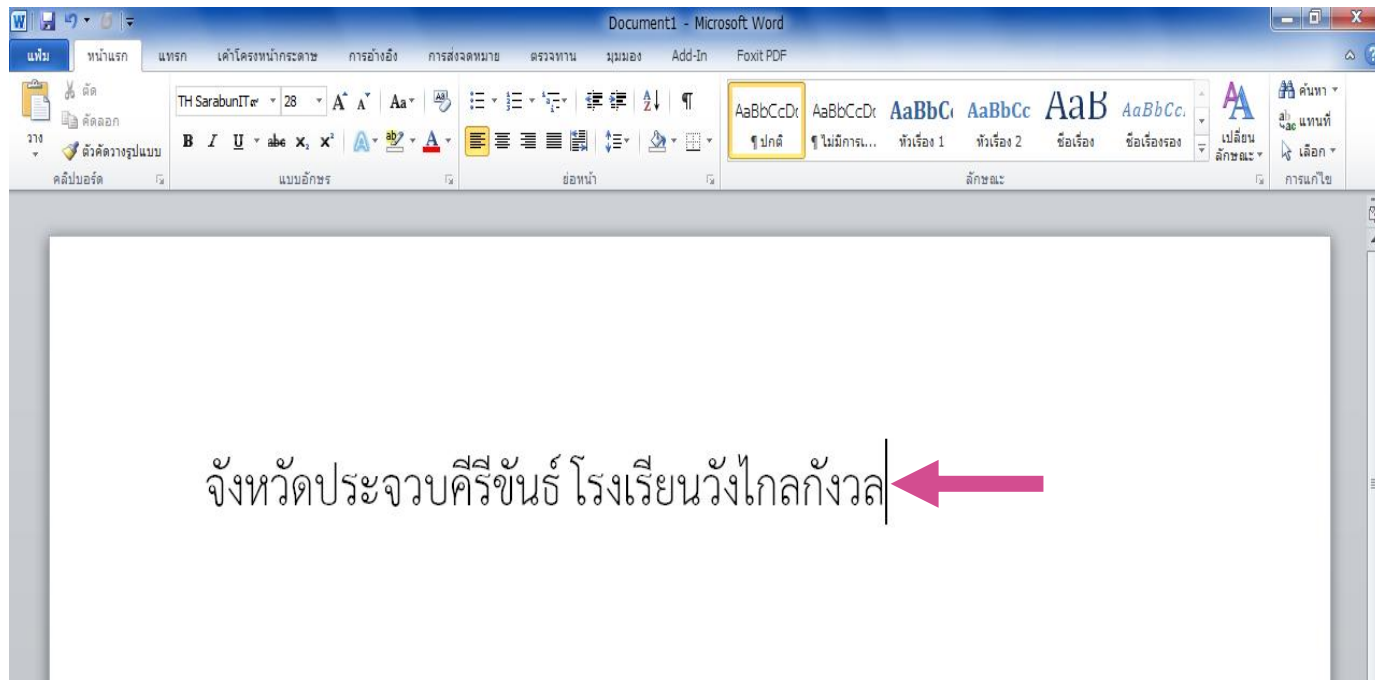 Document1 - Microsoft Word
แฟ้ม หน้าแรก แทรก เค้าโครงหน้ากระดาษ การอ้างอิง การส่งจดหมาย ตรวจทาน มุมมอง Add-In Foxit PDF
วาง
ตัด
คัดลอก
ตัวคัดวางรูปแบบ
คลิปบอร์ด
TH SarabunIT๙ 28 A A Aa
B I U abc x₂ x² A ab A
แบบอักษร
ย่อหน้า
AaBbCcDc AaBbCcDc AaBbC AaBbCc AaB AaBbCc.
¶ ปกติ ¶ ไม่มีการเ... หัวเรื่อง 1 หัวเรื่อง 2 ชื่อเรื่อง ชื่อเรื่องรอง
เปลี่ยน
ลักษณะ
ลักษณะ
ค้นหา
แทนที่
เลือก
การแก้ไข
จังหวัดประจวบคีรีขันธ์ โรงเรียนวังไกลกังวล